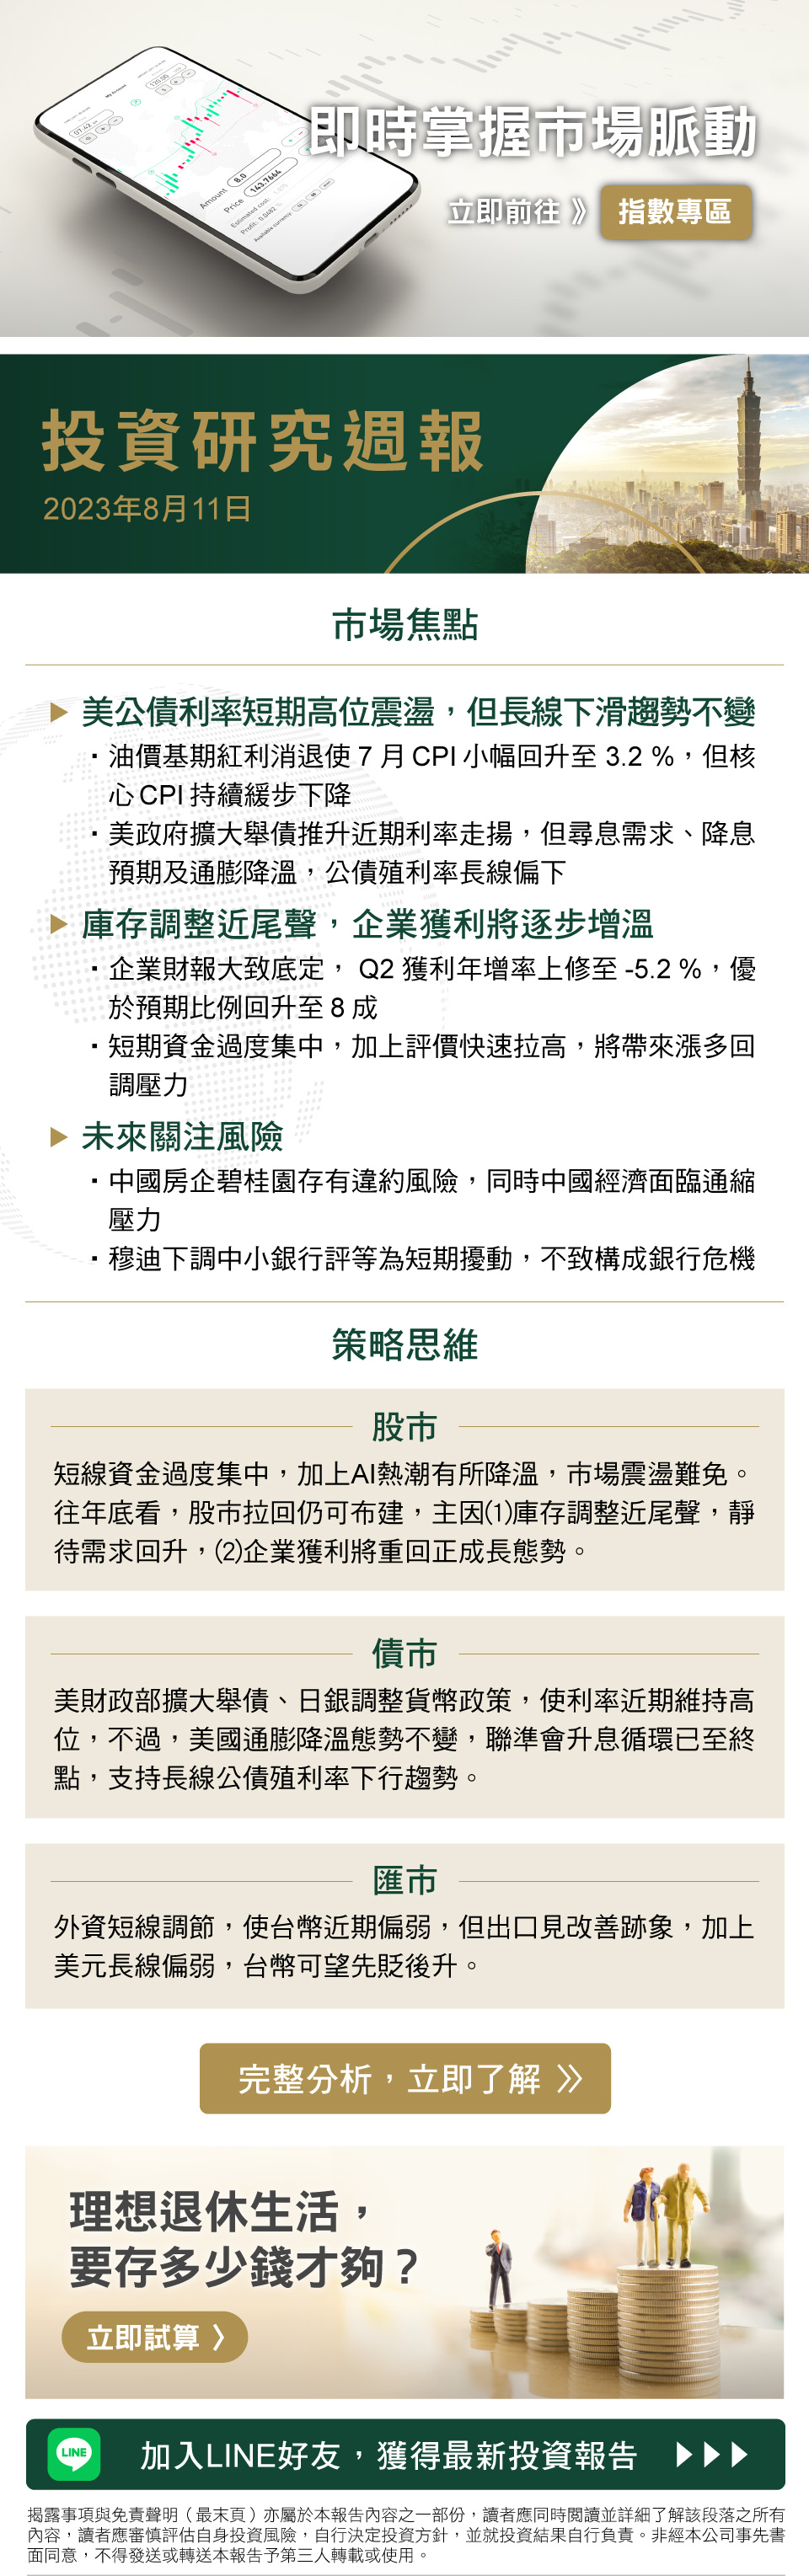 即時掌握市場脈動
立即前往 》 指數專區
My Account
07.42
120.00
Amount 8.0
Price 143.7664
Estimated cost:
Profit: 0.0482 %
Available currency:
投資研究週報
2023年8月11日
市場焦點
▶ 美公債利率短期高位震盪，但長線下滑趨勢不變
・油價基期紅利消退使 7 月 CPI 小幅回升至 3.2 %，但核
心 CPI 持續緩步下降
・美政府擴大舉債推升近期利率走揚，但尋息需求、降息
預期及通膨降溫，公債殖利率長線偏下
▶ 庫存調整近尾聲，企業獲利將逐步增溫
・企業財報大致底定， Q2 獲利年增率上修至 -5.2 %，優
於預期比例回升至 8 成
・短期資金過度集中，加上評價快速拉高，將帶來漲多回
調壓力
▶ 未來關注風險
・中國房企碧桂園存有違約風險，同時中國經濟面臨通縮
壓力
・穆迪下調中小銀行評等為短期擾動，不致構成銀行危機
策略思維
股市
短線資金過度集中，加上AI熱潮有所降溫，市場震盪難免。
往年底看，股市拉回仍可布建，主因⑴庫存調整近尾聲，靜
待需求回升，⑵企業獲利將重回正成長態勢。
債市
美財政部擴大舉債、日銀調整貨幣政策，使利率近期維持高
位，不過，美國通膨降溫態勢不變，聯準會升息循環已至終
點，支持長線公債殖利率下行趨勢。
匯市
外資短線調節，使台幣近期偏弱，但出口見改善跡象，加上
美元長線偏弱，台幣可望先貶後升。
完整分析，立即了解 》
理想退休生活，
要存多少錢才夠？
立即試算 〉
LINE 加入LINE好友，獲得最新投資報告 ▶▶▶
揭露事項與免責聲明（最末頁）亦屬於本報告內容之一部份，讀者應同時閱讀並詳細了解該段落之所有
內容，讀者應審慎評估自身投資風險，自行決定投資方針，並就投資結果自行負責。非經本公司事先書
面同意，不得發送或轉送本報告予第三人轉載或使用。